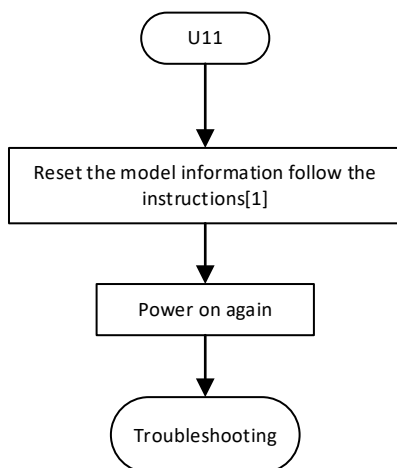 U11
Reset the model information follow the
instructions[1]
Power on again
Troubleshooting